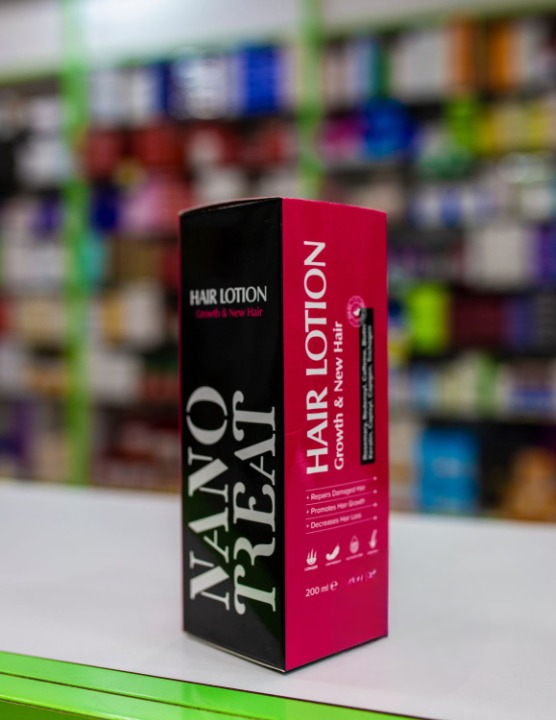 HAIR LOTION
Growth & New Hair
NANO
TREAT
HAIR LOTION
Growth & New Hair
+ Repairs Damaged Hair
+ Promotes Hair Growth
+ Decreases Hair Loss
200 ml ℮